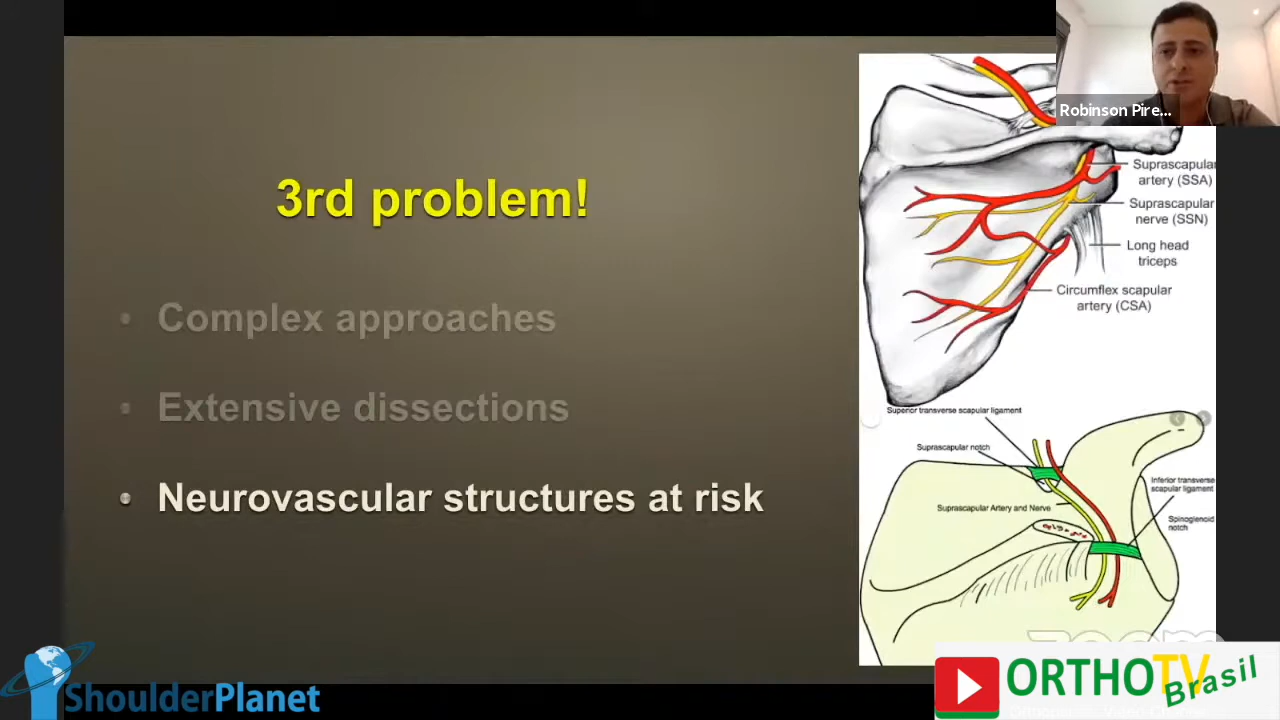 Robinson Pire...
3rd problem!
Complex approaches
Extensive dissections
Neurovascular structures at risk
Suprascapular
artery (SSA)
Suprascapular
nerve (SSN)
Long head
triceps
Circumflex scapular
artery (CSA)
Superior transverse scapular ligament
Suprascapular notch
Suprascapular Artery and Nerve
Inferior transverse
scapular ligament
Spinoglenoid
notch
zoom
ShoulderPlanet
ORTHOTV
Brasil